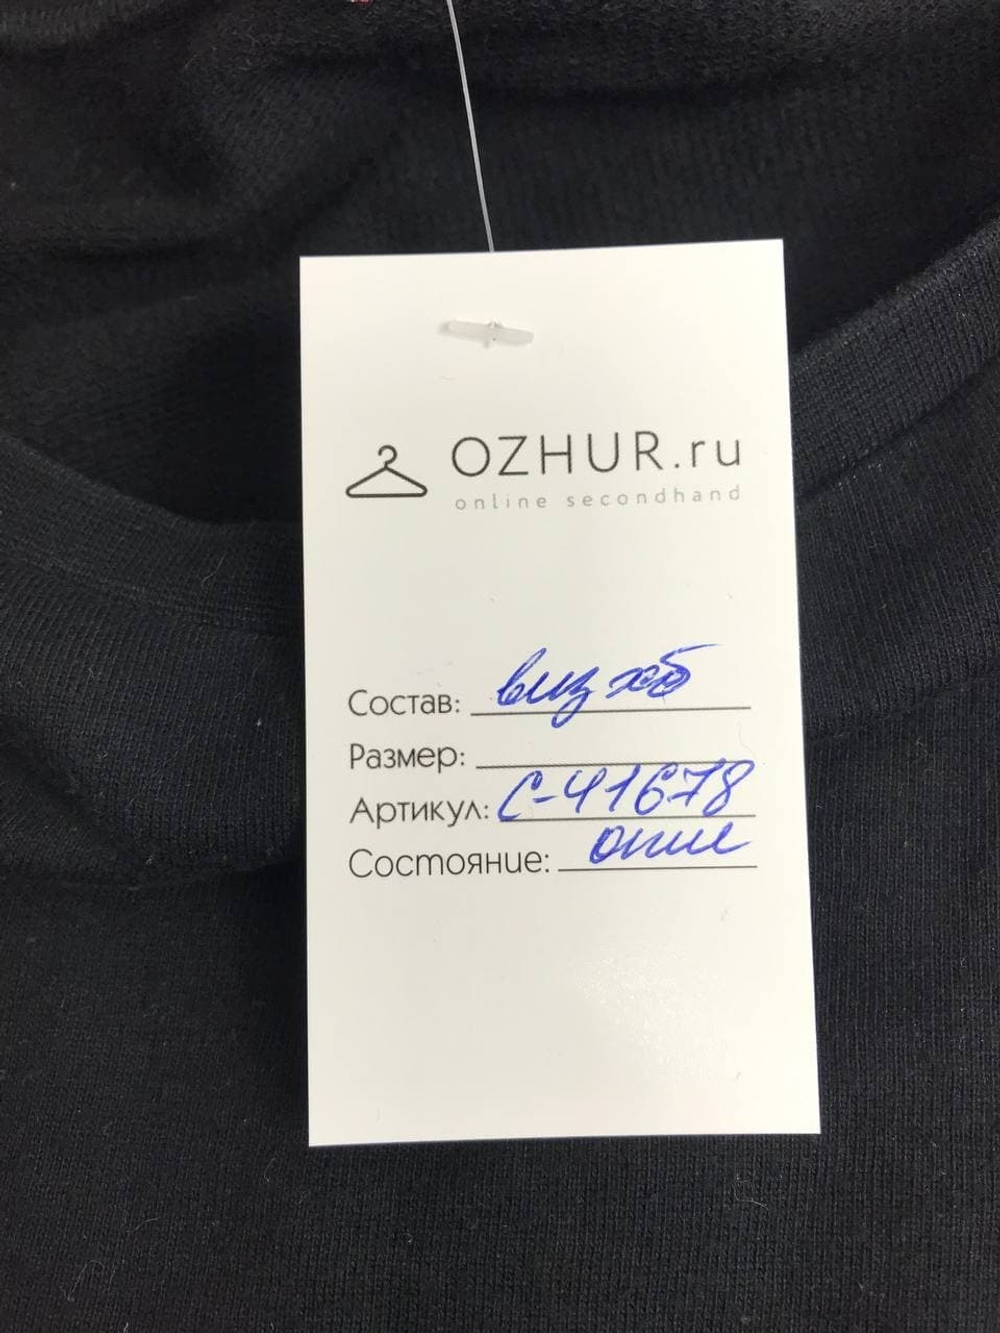 OZHUR.ru
online secondhand
Состав: виз хб
Размер:
Артикул: С-41678
Состояние: отл